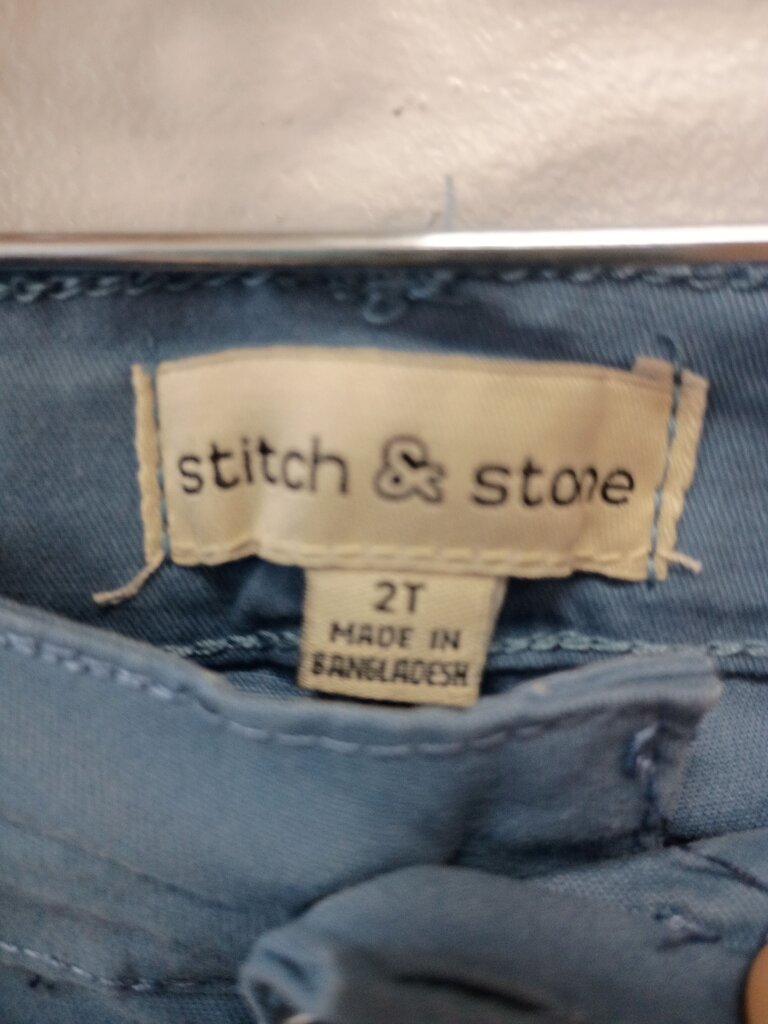 stitch & stone
2T
MADE IN
BANGLADESH